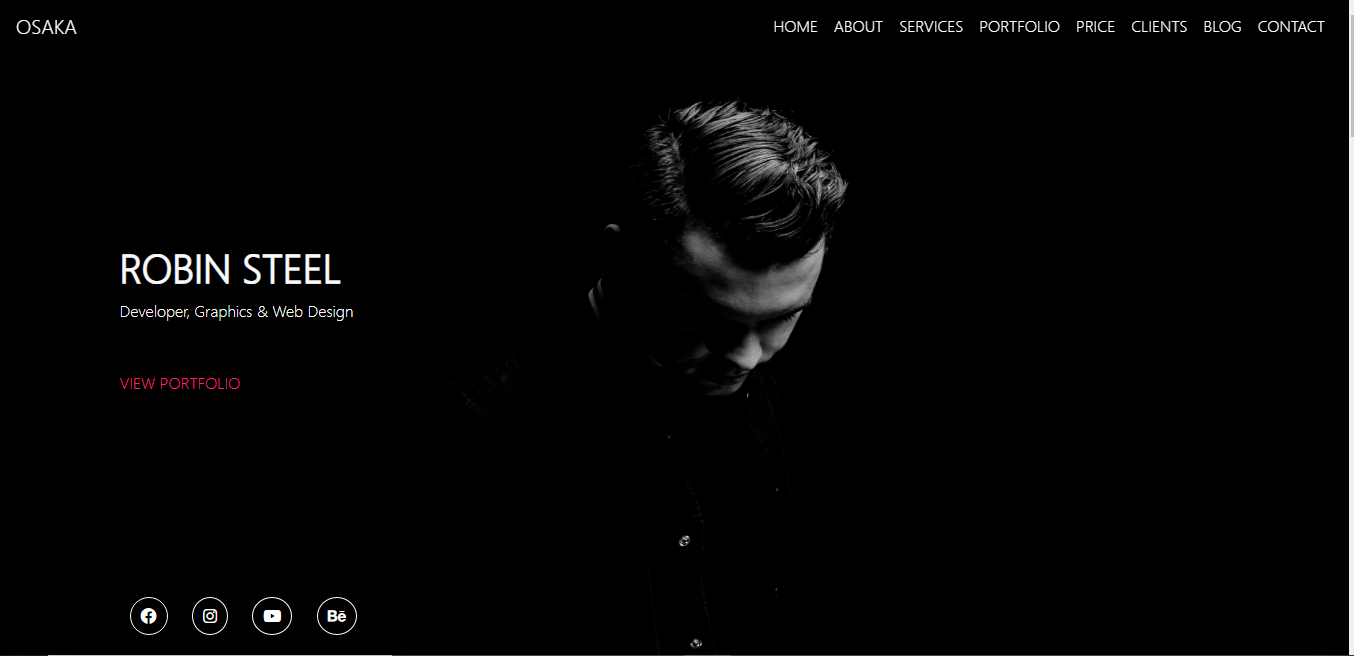 OSAKA
HOME ABOUT SERVICES PORTFOLIO PRICE CLIENTS BLOG CONTACT
ROBIN STEEL
Developer, Graphics & Web Design
VIEW PORTFOLIO
Bē